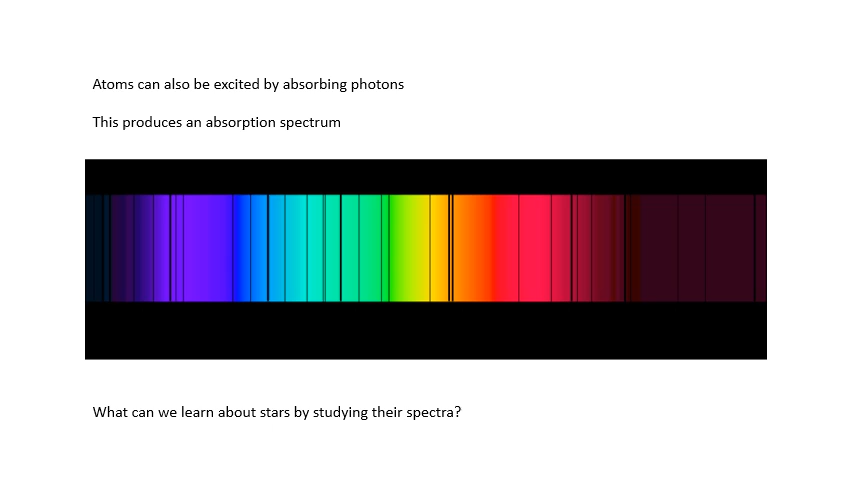 Atoms can also be excited by absorbing photons
This produces an absorption spectrum
What can we learn about stars by studying their spectra?